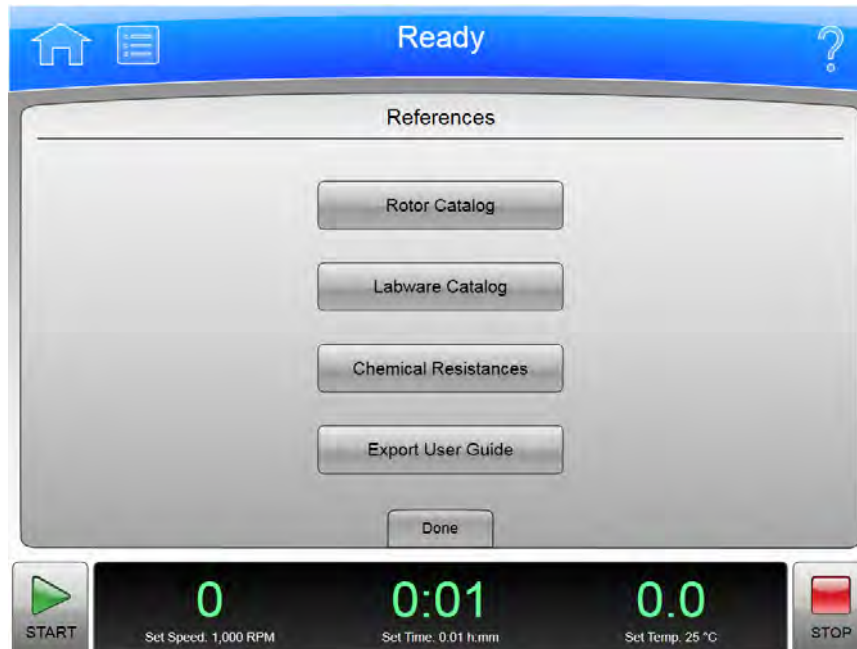 Ready
References
Rotor Catalog
Labware Catalog
Chemical Resistances
Export User Guide
Done
START
0
0:01
0.0
STOP
Set Speed: 1,000 RPM
Set Time: 0:01 h:mm
Set Temp. 25 °C